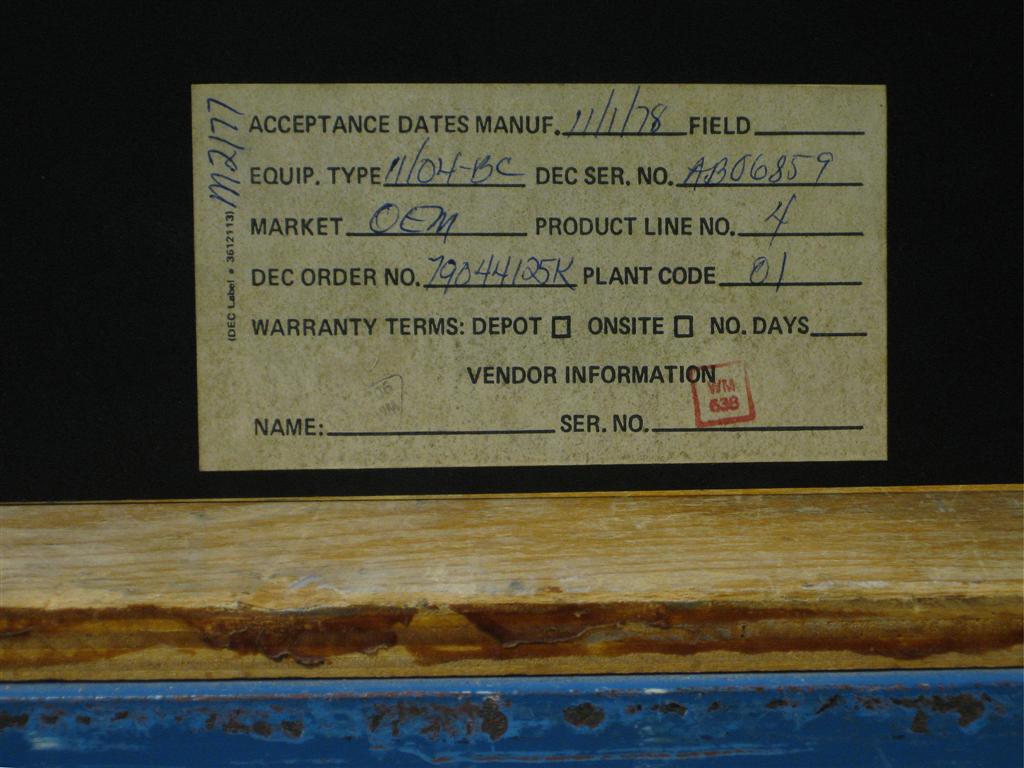 ACCEPTANCE DATES MANUF. 11/1/78 FIELD
EQUIP. TYPE 11/04-BC DEC SER. NO. AB06859
MARKET OEM PRODUCT LINE NO. 4
DEC ORDER NO. 79044125K PLANT CODE 01
WARRANTY TERMS: DEPOT ONSITE NO. DAYS
VENDOR INFORMATION
NAME: SER. NO.
WM
638
M2177
(DEC Label # 3612113)